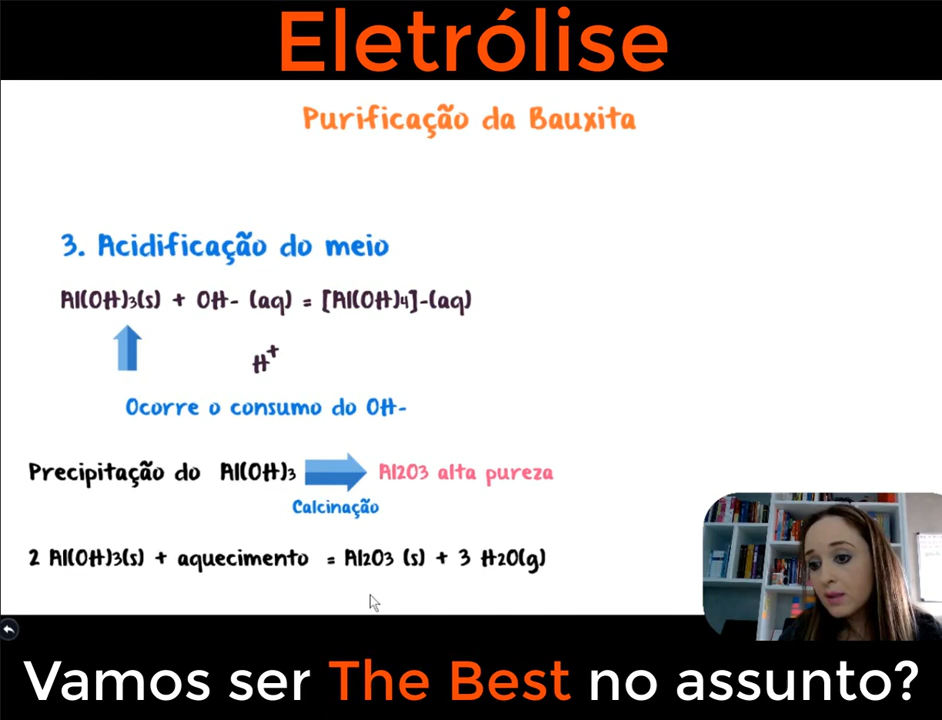 Eletrólise
Purificação da Bauxita
3. Acidificação do meio
Al(OH)3(s) + OH- (aq) = [Al(OH)4]-(aq)
H+
Ocorre o consumo do OH-
Precipitação do Al(OH)3 Al2O3 alta pureza
Calcinação
2 Al(OH)3(s) + aquecimento = Al2O3 (s) + 3 H2O(g)
Vamos ser The Best no assunto?